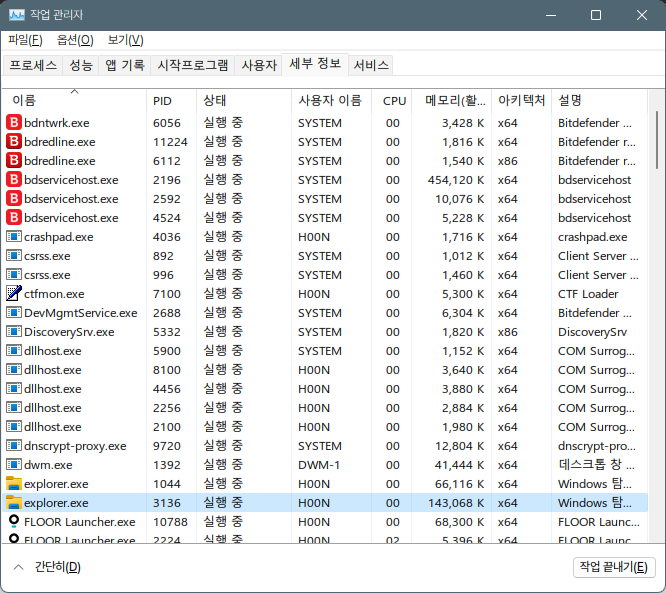 작업 관리자
파일(F) 옵션(O) 보기(V)
프로세스 성능 앱 기록 시작프로그램 사용자 세부 정보 서비스
이름 PID 상태 사용자 이름 CPU 메모리(활... 아키텍처 설명
bdntwrk.exe 6056 실행 중 SYSTEM 00 3,428 K x64 Bitdefender ...
bdredline.exe 11224 실행 중 SYSTEM 00 1,816 K x64 Bitdefender r...
bdredline.exe 6112 실행 중 SYSTEM 00 1,540 K x86 Bitdefender r...
bdservicehost.exe 2196 실행 중 SYSTEM 00 454,120 K x64 bdservicehost
bdservicehost.exe 2592 실행 중 SYSTEM 00 10,076 K x64 bdservicehost
bdservicehost.exe 4524 실행 중 SYSTEM 00 5,228 K x64 bdservicehost
crashpad.exe 4036 실행 중 H00N 00 1,716 K x64 crashpad.exe
csrss.exe 892 실행 중 SYSTEM 00 1,012 K x64 Client Server ...
csrss.exe 996 실행 중 SYSTEM 00 1,460 K x64 Client Server ...
ctfmon.exe 7100 실행 중 H00N 00 5,300 K x64 CTF Loader
DevMgmtService.exe 2688 실행 중 SYSTEM 00 6,304 K x64 Bitdefender ...
DiscoverySrv.exe 5332 실행 중 SYSTEM 00 1,820 K x86 DiscoverySrv
dllhost.exe 5900 실행 중 SYSTEM 00 1,152 K x64 COM Surrog...
dllhost.exe 8100 실행 중 H00N 00 3,640 K x64 COM Surrog...
dllhost.exe 4456 실행 중 H00N 00 3,880 K x64 COM Surrog...
dllhost.exe 2256 실행 중 H00N 00 2,884 K x64 COM Surrog...
dllhost.exe 2100 실행 중 H00N 00 1,980 K x64 COM Surrog...
dnscrypt-proxy.exe 9720 실행 중 SYSTEM 00 12,804 K x64 dnscrypt-pro...
dwm.exe 1392 실행 중 DWM-1 00 41,444 K x64 데스크톱 창 ...
explorer.exe 1044 실행 중 H00N 00 66,116 K x64 Windows 탐...
explorer.exe 3136 실행 중 H00N 00 143,068 K x64 Windows 탐...
FLOOR Launcher.exe 10788 실행 중 H00N 00 68,300 K x64 FLOOR Launc...
FLOOR Launcher.exe 2224 실행 중 H00N 02 5,396 K x64 FLOOR Launc...
간단히(D) 작업 끝내기(E)